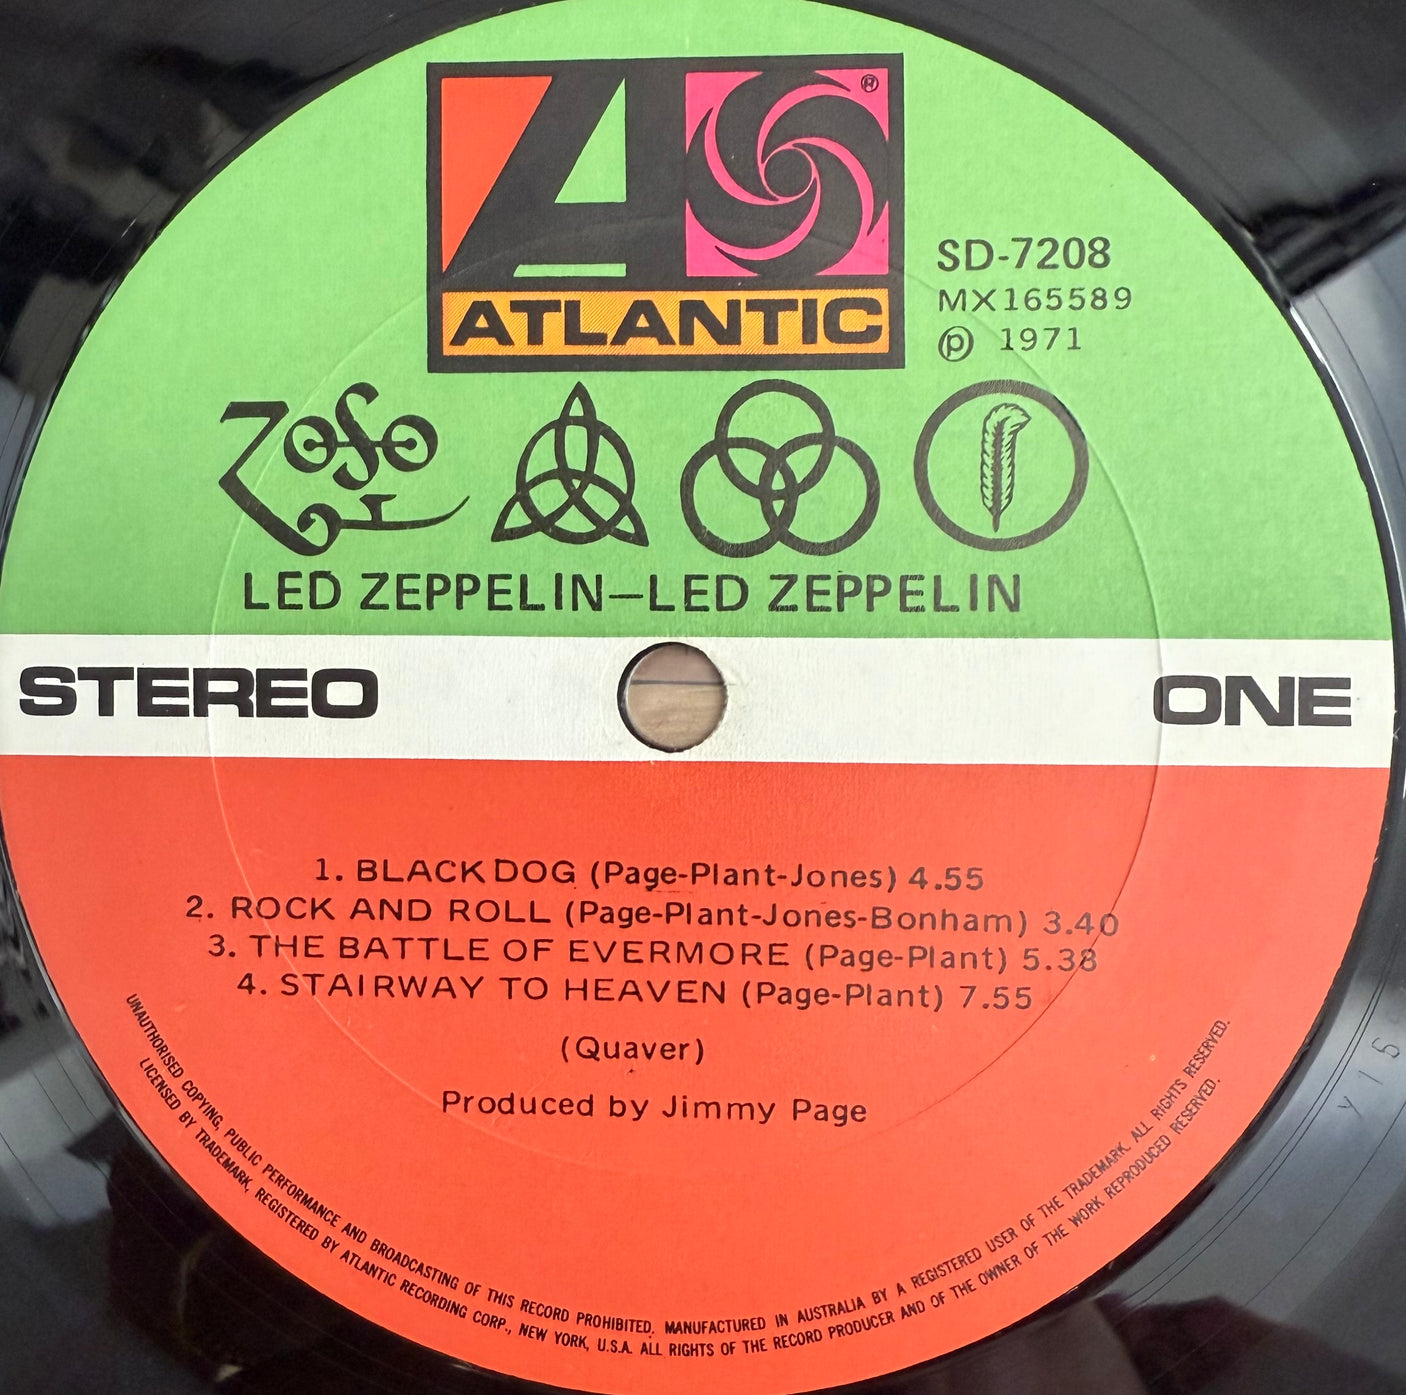 ATLANTIC
®
SD-7208
MX165589
℗ 1971
LED ZEPPELIN—LED ZEPPELIN
STEREO
ONE
1. BLACK DOG (Page-Plant-Jones) 4.55
2. ROCK AND ROLL (Page-Plant-Jones-Bonham) 3.40
3. THE BATTLE OF EVERMORE (Page-Plant) 5.38
4. STAIRWAY TO HEAVEN (Page-Plant) 7.55
(Quaver)
Produced by Jimmy Page
UNAUTHORISED COPYING, PUBLIC PERFORMANCE AND BROADCASTING OF THIS RECORD PROHIBITED. MANUFACTURED IN AUSTRALIA BY A REGISTERED USER OF THE TRADEMARK. ALL RIGHTS RESERVED.
LICENSED BY TRADEMARK, REGISTERED BY ATLANTIC RECORDING CORP., NEW YORK, U.S.A. ALL RIGHTS OF THE RECORD PRODUCER AND OF THE OWNER OF THE WORK REPRODUCED RESERVED.